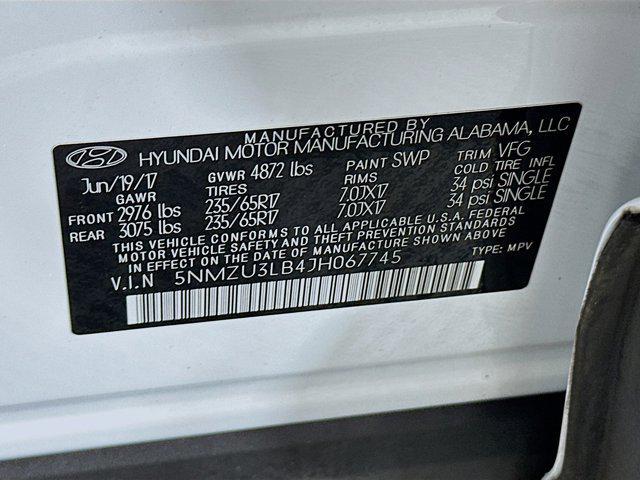 MANUFACTURED BY
HYUNDAI MOTOR MANUFACTURING ALABAMA, LLC
Jun/19/17 GVWR 4872 lbs PAINT SWP TRIM VFG
GAWR TIRES RIMS COLD TIRE INFL
FRONT 2976 lbs 235/65R17 7.0JX17 34 psi SINGLE
REAR 3075 lbs 235/65R17 7.0JX17 34 psi SINGLE
THIS VEHICLE CONFORMS TO ALL APPLICABLE U.S.A. FEDERAL
MOTOR VEHICLE SAFETY AND THEFT PREVENTION STANDARDS
IN EFFECT ON THE DATE OF MANUFACTURE SHOWN ABOVE.
V.I.N 5NMZU3LB4JH067745 TYPE: MPV